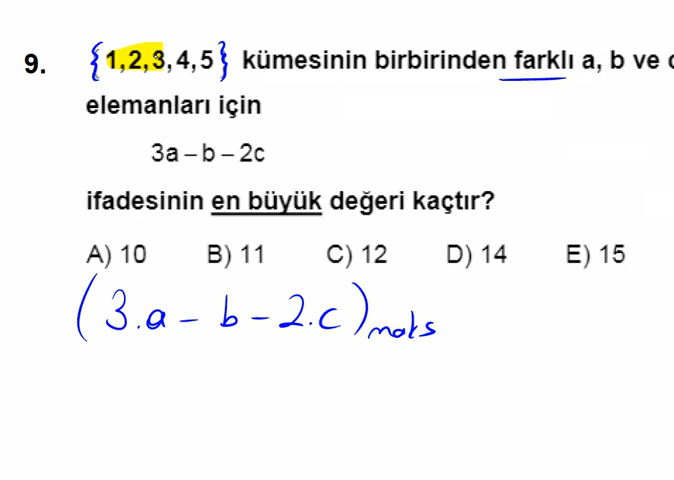 9. {1,2,3,4,5} kümesinin birbirinden farklı a, b ve
elemanları için
3a – b – 2c
ifadesinin en büyük değeri kaçtır?
A) 10 B) 11 C) 12 D) 14 E) 15
(3.a – b – 2.c) maks